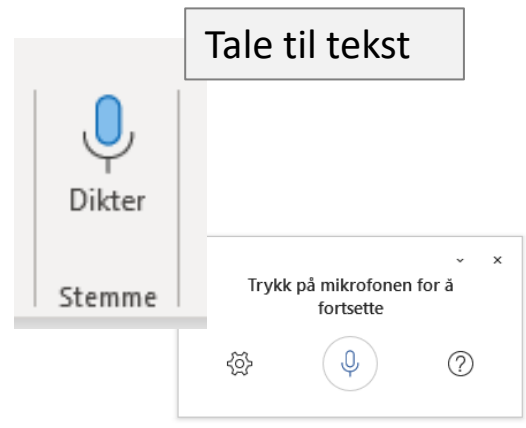 Tale til tekst
Dikter
Stemme
Trykk på mikrofonen for å
fortsette